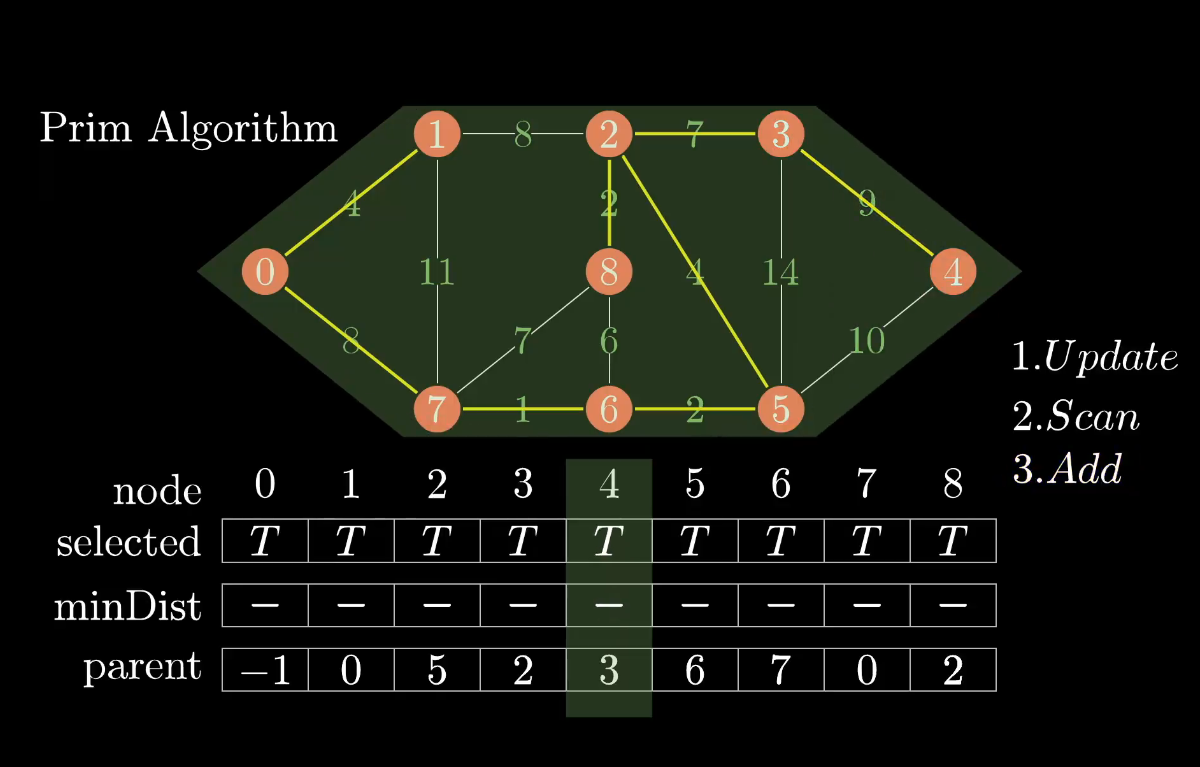 Prim Algorithm
1 8 2 7 3
4 2 9
0 11 8 4 14 4
8 7 6 10
7 1 6 2 5
1.Update
2.Scan
3.Add
node 0 1 2 3 4 5 6 7 8
selected T T T T T T T T T
minDist − − − − − − − − −
parent −1 0 5 2 3 6 7 0 2